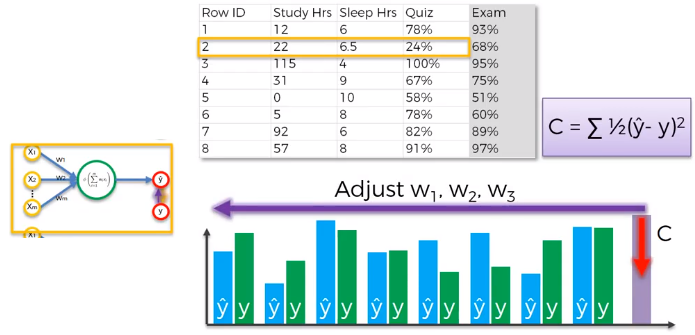 Row ID Study Hrs Sleep Hrs Quiz Exam
1 12 6 78% 93%
2 22 6.5 24% 68%
3 115 4 100% 95%
4 31 9 67% 75%
5 0 10 58% 51%
6 5 8 78% 60%
7 92 6 82% 89%
8 57 8 91% 97%
C = ∑ ½(ŷ- y)²
X₁
w₁
X₂
w₂
ŷ
Xₘ
wₘ
y
Adjust w₁, w₂, w₃
C
ŷ y ŷ y ŷ y ŷ y ŷ y ŷ y ŷ y ŷ y